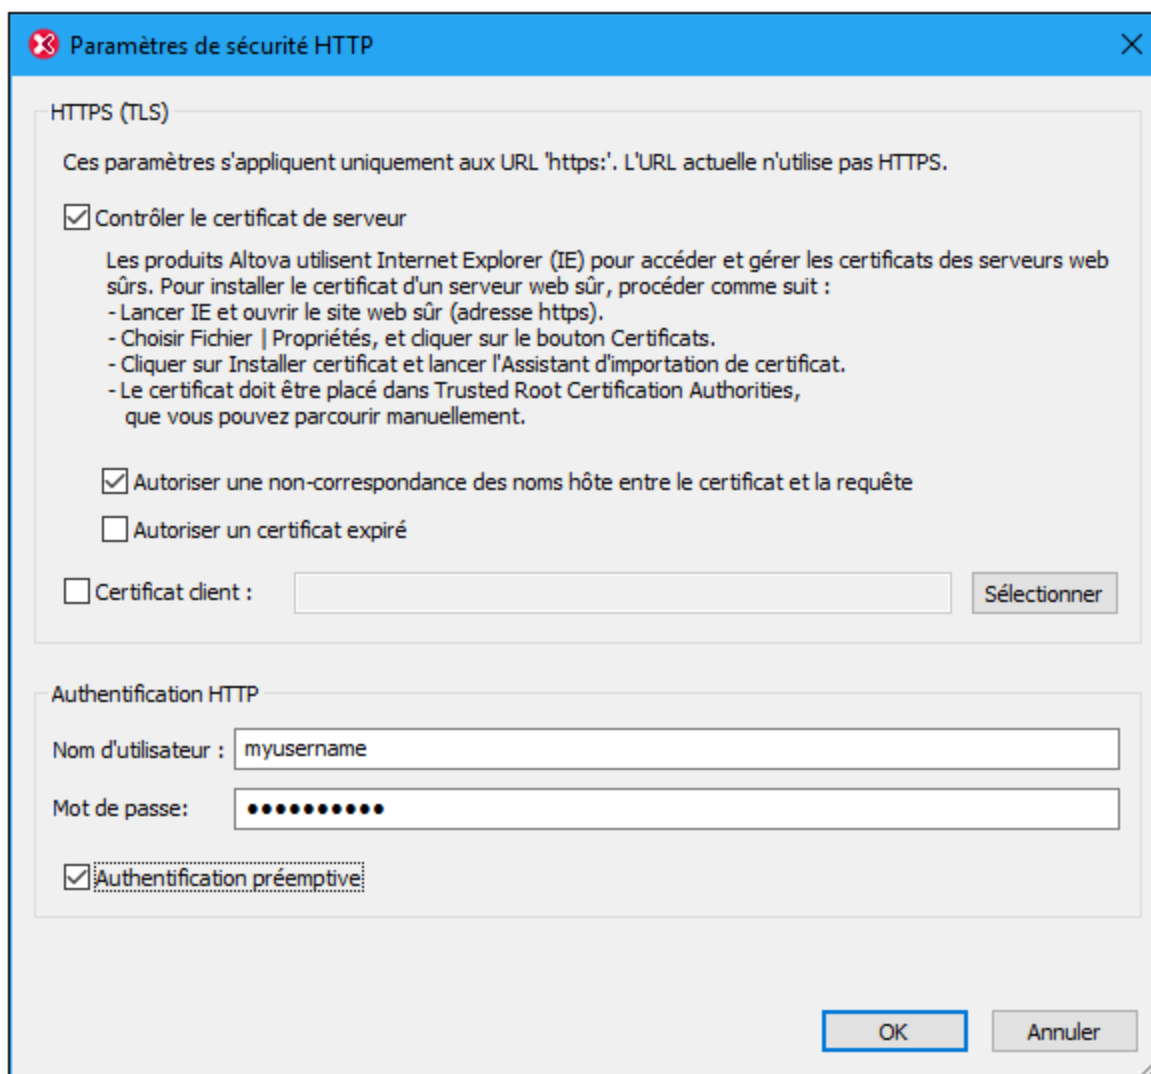 Paramètres de sécurité HTTP
HTTPS (TLS)
Ces paramètres s'appliquent uniquement aux URL 'https:'. L'URL actuelle n'utilise pas HTTPS.
Contrôler le certificat de serveur
Les produits Altova utilisent Internet Explorer (IE) pour accéder et gérer les certificats des serveurs web
sûrs. Pour installer le certificat d'un serveur web sûr, procéder comme suit :
- Lancer IE et ouvrir le site web sûr (adresse https).
- Choisir Fichier | Propriétés, et cliquer sur le bouton Certificats.
- Cliquer sur Installer certificat et lancer l'Assistant d'importation de certificat.
- Le certificat doit être placé dans Trusted Root Certification Authorities,
que vous pouvez parcourir manuellement.
Autoriser une non-correspondance des noms hôte entre le certificat et la requête
Autoriser un certificat expiré
Certificat client :
Sélectionner
Authentification HTTP
Nom d'utilisateur : myusername
Mot de passe: ●●●●●●●●●●
Authentification préemptive
OK
Annuler